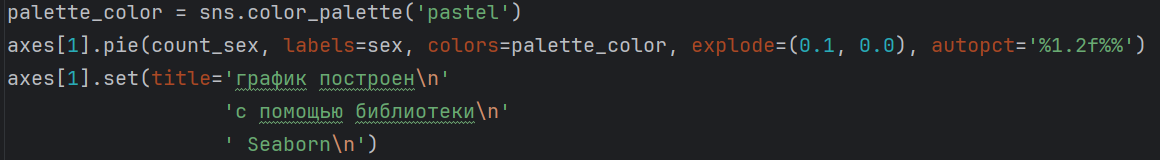 palette_color = sns.color_palette('pastel')
axes[1].pie(count_sex, labels=sex, colors=palette_color, explode=(0.1, 0.0), autopct='%1.2f%%')
axes[1].set(title='график построен\n'
'с помощью библиотеки\n'
' Seaborn\n')